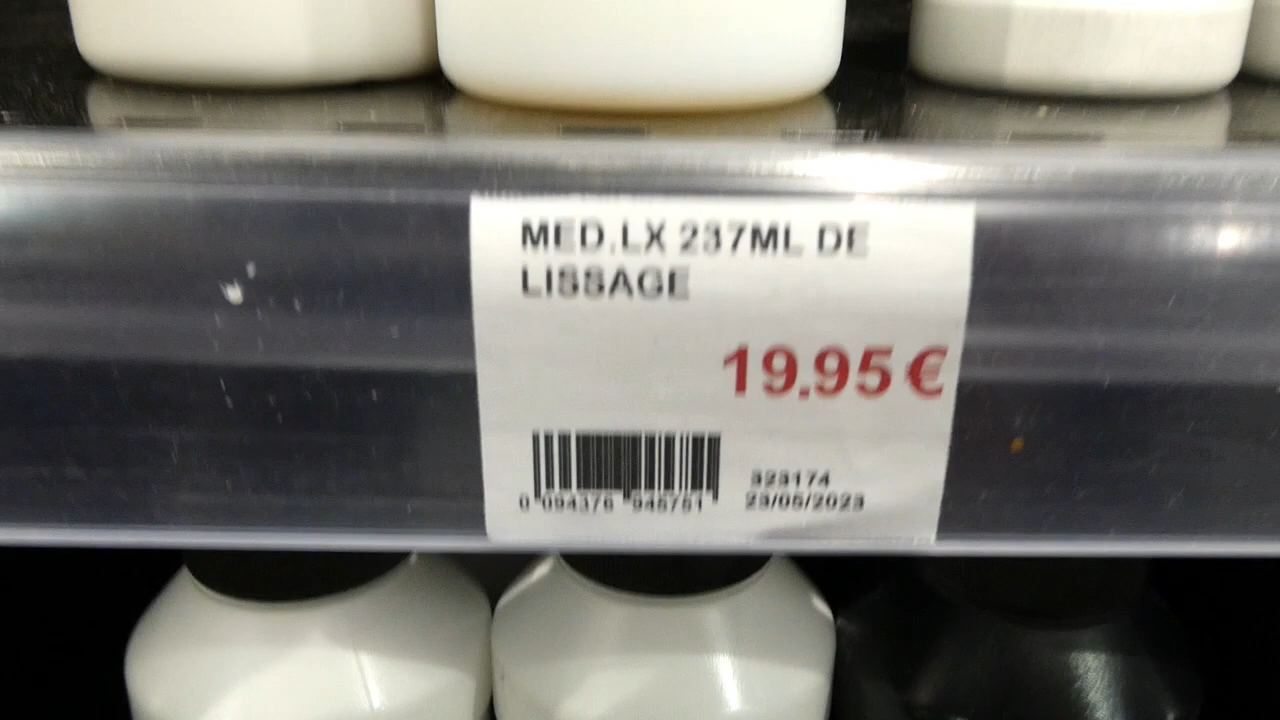 MED.LX 237ML DE
LISSAGE
19.95 €
323174
0 094376 945751
23/05/2023